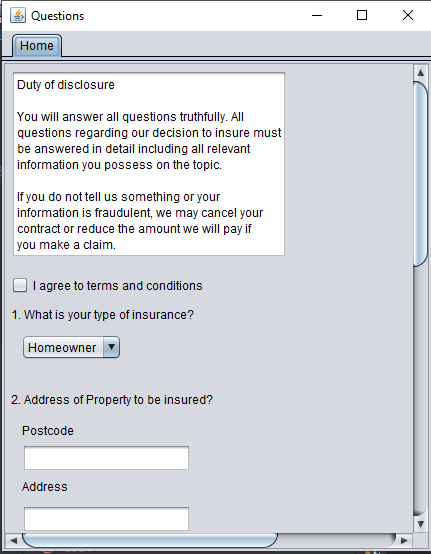 Questions
Home
Duty of disclosure
You will answer all questions truthfully. All
questions regarding our decision to insure must
be answered in detail including all relevant
information you possess on the topic.
If you do not tell us something or your
information is fraudulent, we may cancel your
contract or reduce the amount we will pay if
you make a claim.
I agree to terms and conditions
1. What is your type of insurance?
Homeowner
2. Address of Property to be insured?
Postcode
Address